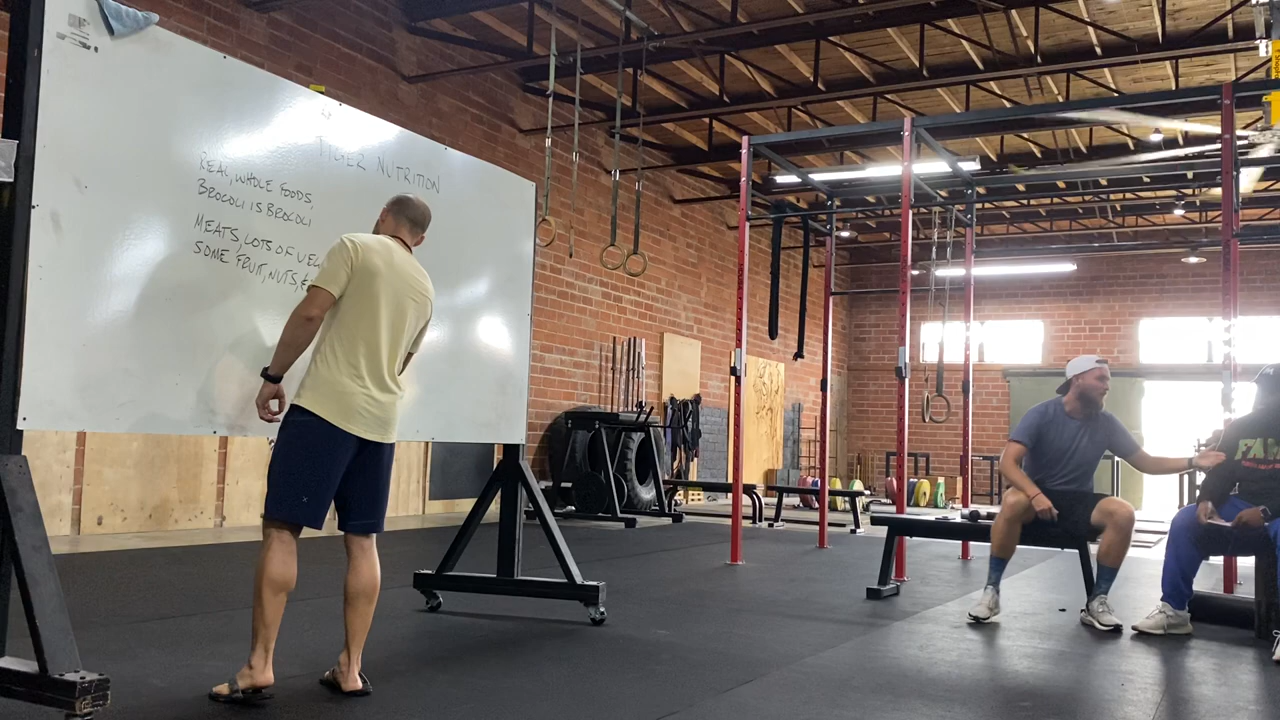 TIGER NUTRITION
REAL, WHOLE FOODS,
BROCOLI IS BROCOLI
MEATS, LOTS OF VE
SOME FRUIT, NUTS,